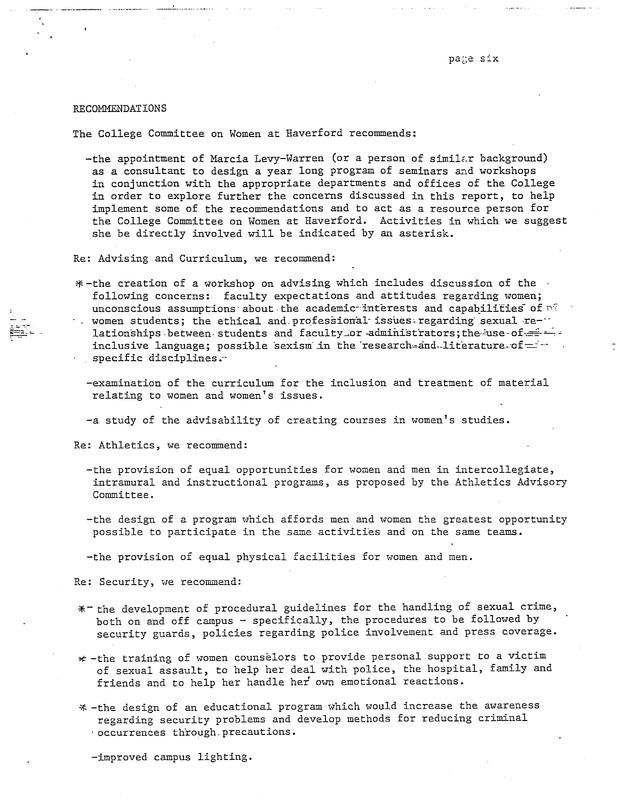 page six
RECOMMENDATIONS
The College Committee on Women at Haverford recommends:
-the appointment of Marcia Levy-Warren (or a person of similar background)
as a consultant to design a year long program of seminars and workshops
in conjunction with the appropriate departments and offices of the College
in order to explore further the concerns discussed in this report, to help
implement some of the recommendations and to act as a resource person for
the College Committee on Women at Haverford. Activities in which we suggest
she be directly involved will be indicated by an asterisk.
Re: Advising and Curriculum, we recommend:
*-the creation of a workshop on advising which includes discussion of the
following concerns: faculty expectations and attitudes regarding women;
unconscious assumptions about the academic interests and capabilities of
women students; the ethical and professional issues regarding sexual re-
lationships between students and faculty or administrators; the use of
inclusive language; possible sexism in the research and literature of
specific disciplines.
-examination of the curriculum for the inclusion and treatment of material
relating to women and women's issues.
-a study of the advisability of creating courses in women's studies.
Re: Athletics, we recommend:
-the provision of equal opportunities for women and men in intercollegiate,
intramural and instructional programs, as proposed by the Athletics Advisory
Committee.
-the design of a program which affords men and women the greatest opportunity
possible to participate in the same activities and on the same teams.
-the provision of equal physical facilities for women and men.
Re: Security, we recommend:
*- the development of procedural guidelines for the handling of sexual crime,
both on and off campus - specifically, the procedures to be followed by
security guards, policies regarding police involvement and press coverage.
* -the training of women counselors to provide personal support to a victim
of sexual assault, to help her deal with police, the hospital, family and
friends and to help her handle her own emotional reactions.
* -the design of an educational program which would increase the awareness
regarding security problems and develop methods for reducing criminal
occurrences through precautions.
-improved campus lighting.